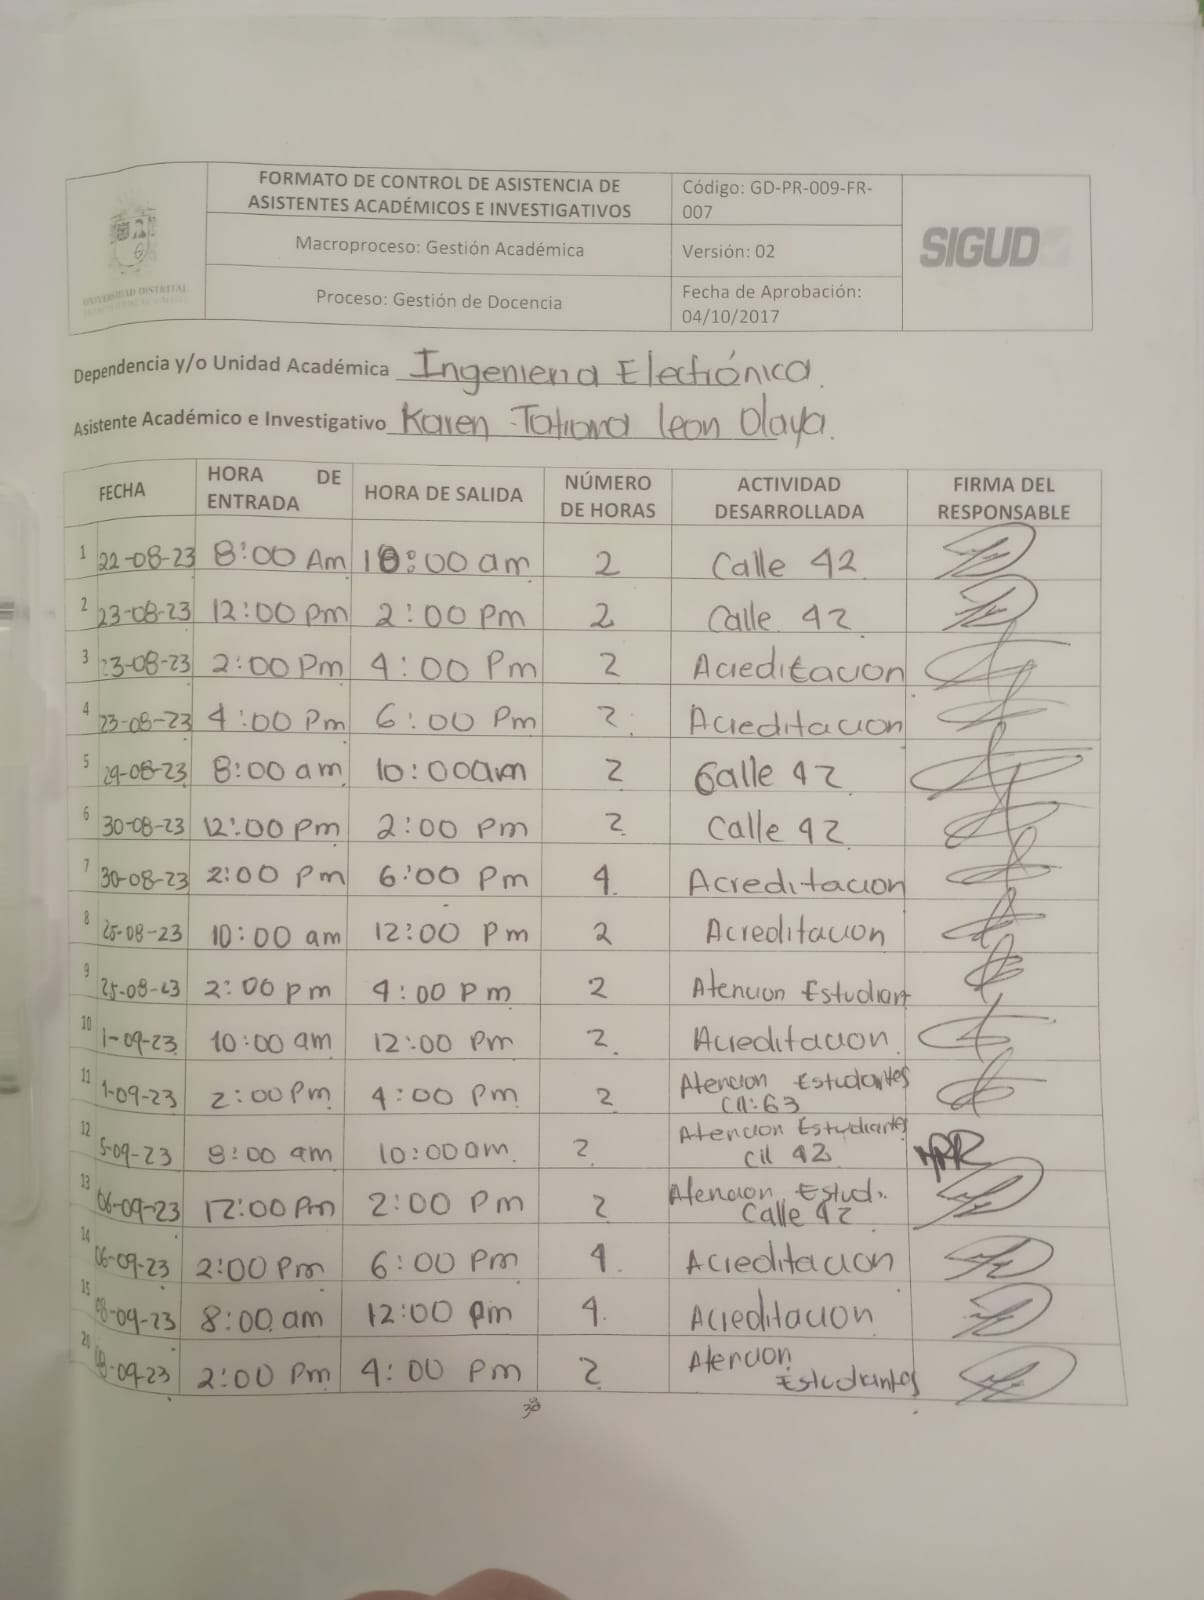 FORMATO DE CONTROL DE ASISTENCIA DE
ASISTENTES ACADÉMICOS E INVESTIGATIVOS
Macroproceso: Gestión Académica
Proceso: Gestión de Docencia
Código: GD-PR-009-FR-
007
Versión: 02
Fecha de Aprobación:
04/10/2017
SIGUD
UNIVERSIDAD DISTRITAL
Dependencia y/o Unidad Académica Ingenieria Electrónica.
Asistente Académico e Investigativo Karen Tatiana Leon Olaya.
FECHA HORA DE ENTRADA HORA DE SALIDA NÚMERO DE HORAS ACTIVIDAD DESARROLLADA FIRMA DEL RESPONSABLE
1 22-08-23 8:00 Am 10:00 am 2 Calle 42
2 23-08-23 12:00 pm 2:00 Pm 2 Calle 42
3 23-08-23 2:00 Pm 4:00 Pm 2 Acreditacion
4 23-08-23 4:00 Pm 6:00 Pm 2 Acreditacion
5 29-08-23 8:00 am 10:00am 2 Calle 42
6 30-08-23 12:00 pm 2:00 Pm 2 Calle 42
7 30-08-23 2:00 Pm 6:00 Pm 4 Acreditacion
8 25-08-23 10:00 am 12:00 Pm 2 Acreditacion
9 25-08-23 2:00 pm 4:00 Pm 2 Atencion Estudiant
10 1-09-23 10:00 am 12:00 Pm 2 Acreditacion
11 1-09-23 2:00 Pm 4:00 Pm 2 Atencion Estudiantes
Cll:63
12 5-09-23 8:00 am 10:00am. 2 Atencion Estudiantes
Cll 42
13 06-09-23 12:00 Pm 2:00 Pm 2 Atencion Estud.
Calle 42
14 06-09-23 2:00 Pm 6:00 Pm 4 Acreditacion
15 08-09-23 8:00 am 12:00 pm 4 Acreditacion
20 08-09-23 2:00 Pm 4:00 Pm 2 Atencion
Estudiantes
38